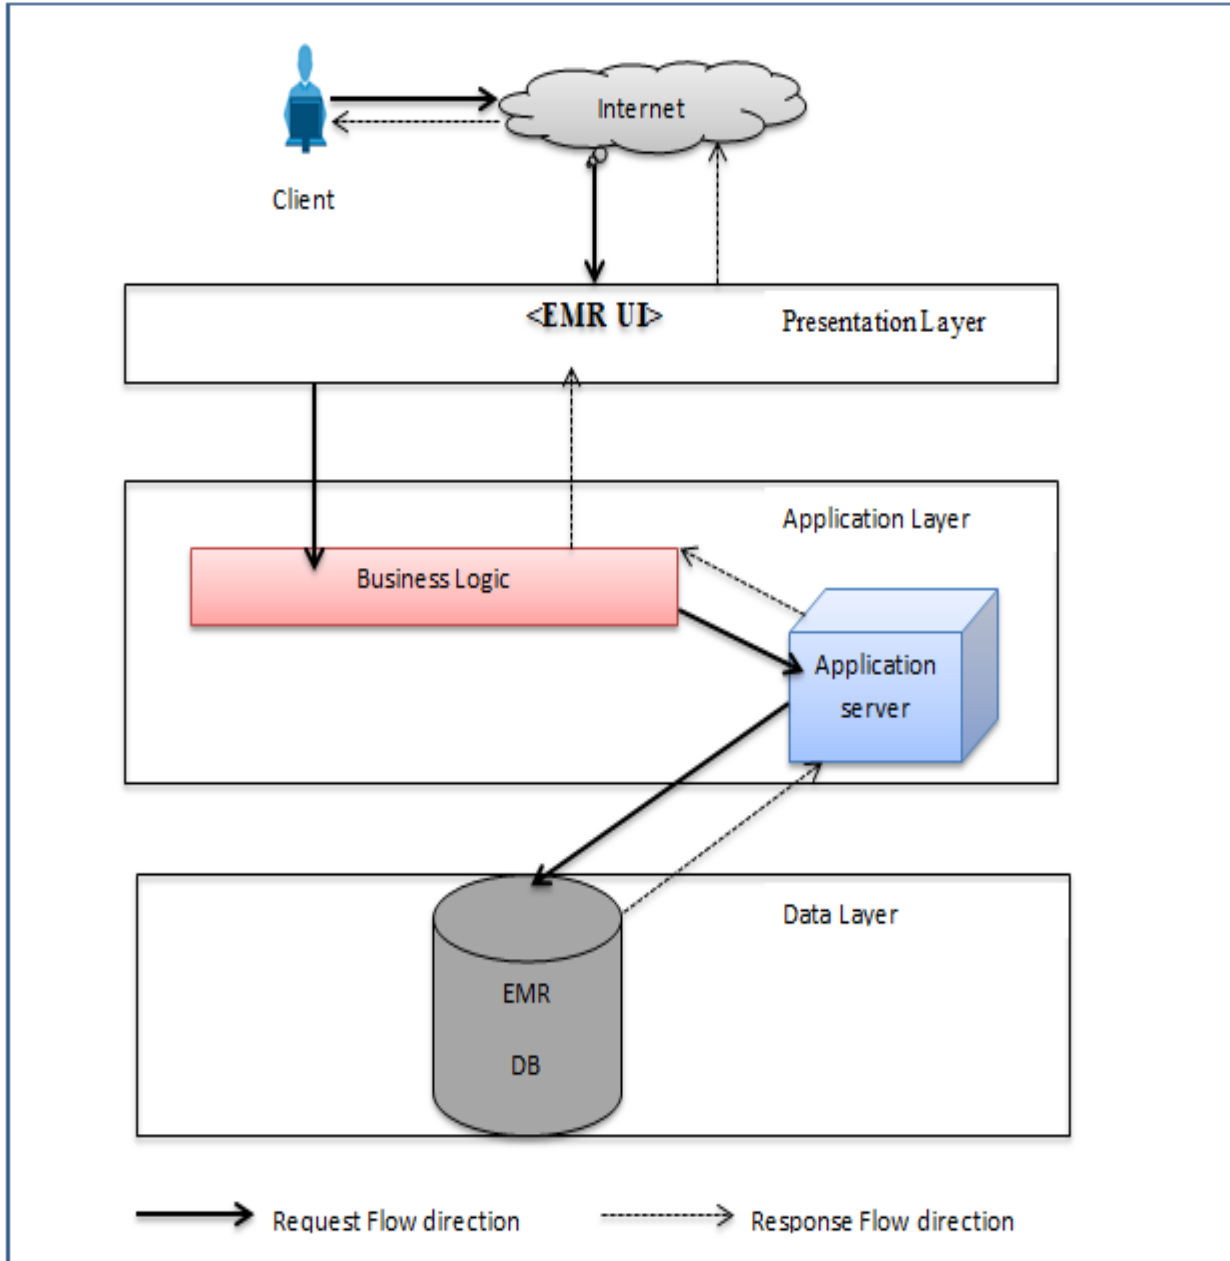 Internet
Client
<EMR UI>
Presentation Layer
Application Layer
Business Logic
Application
server
Data Layer
EMR
DB
Request Flow direction
Response Flow direction